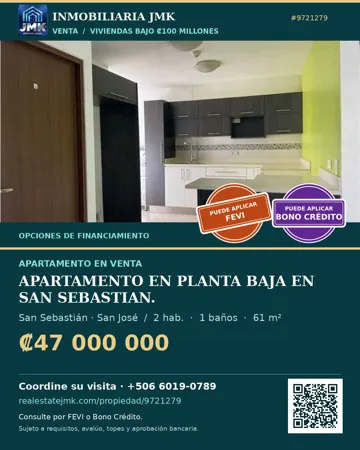 JMK
INMOBILIARIA JMK
#9721279
VENTA / VIVIENDAS BAJO ₡100 MILLONES
PUEDE APLICAR
FEVI
PUEDE APLICAR
BONO CRÉDITO
OPCIONES DE FINANCIAMIENTO
APARTAMENTO EN VENTA
APARTAMENTO EN PLANTA BAJA EN
SAN SEBASTIAN.
San Sebastián · San José / 2 hab. · 1 baños · 61 m²
₡47 000 000
Coordine su visita · +506 6019-0789
realestatejmk.com/propiedad/9721279
Consulte por FEVI o Bono Crédito.
Sujeto a requisitos, avalúo, topes y aprobación bancaria.